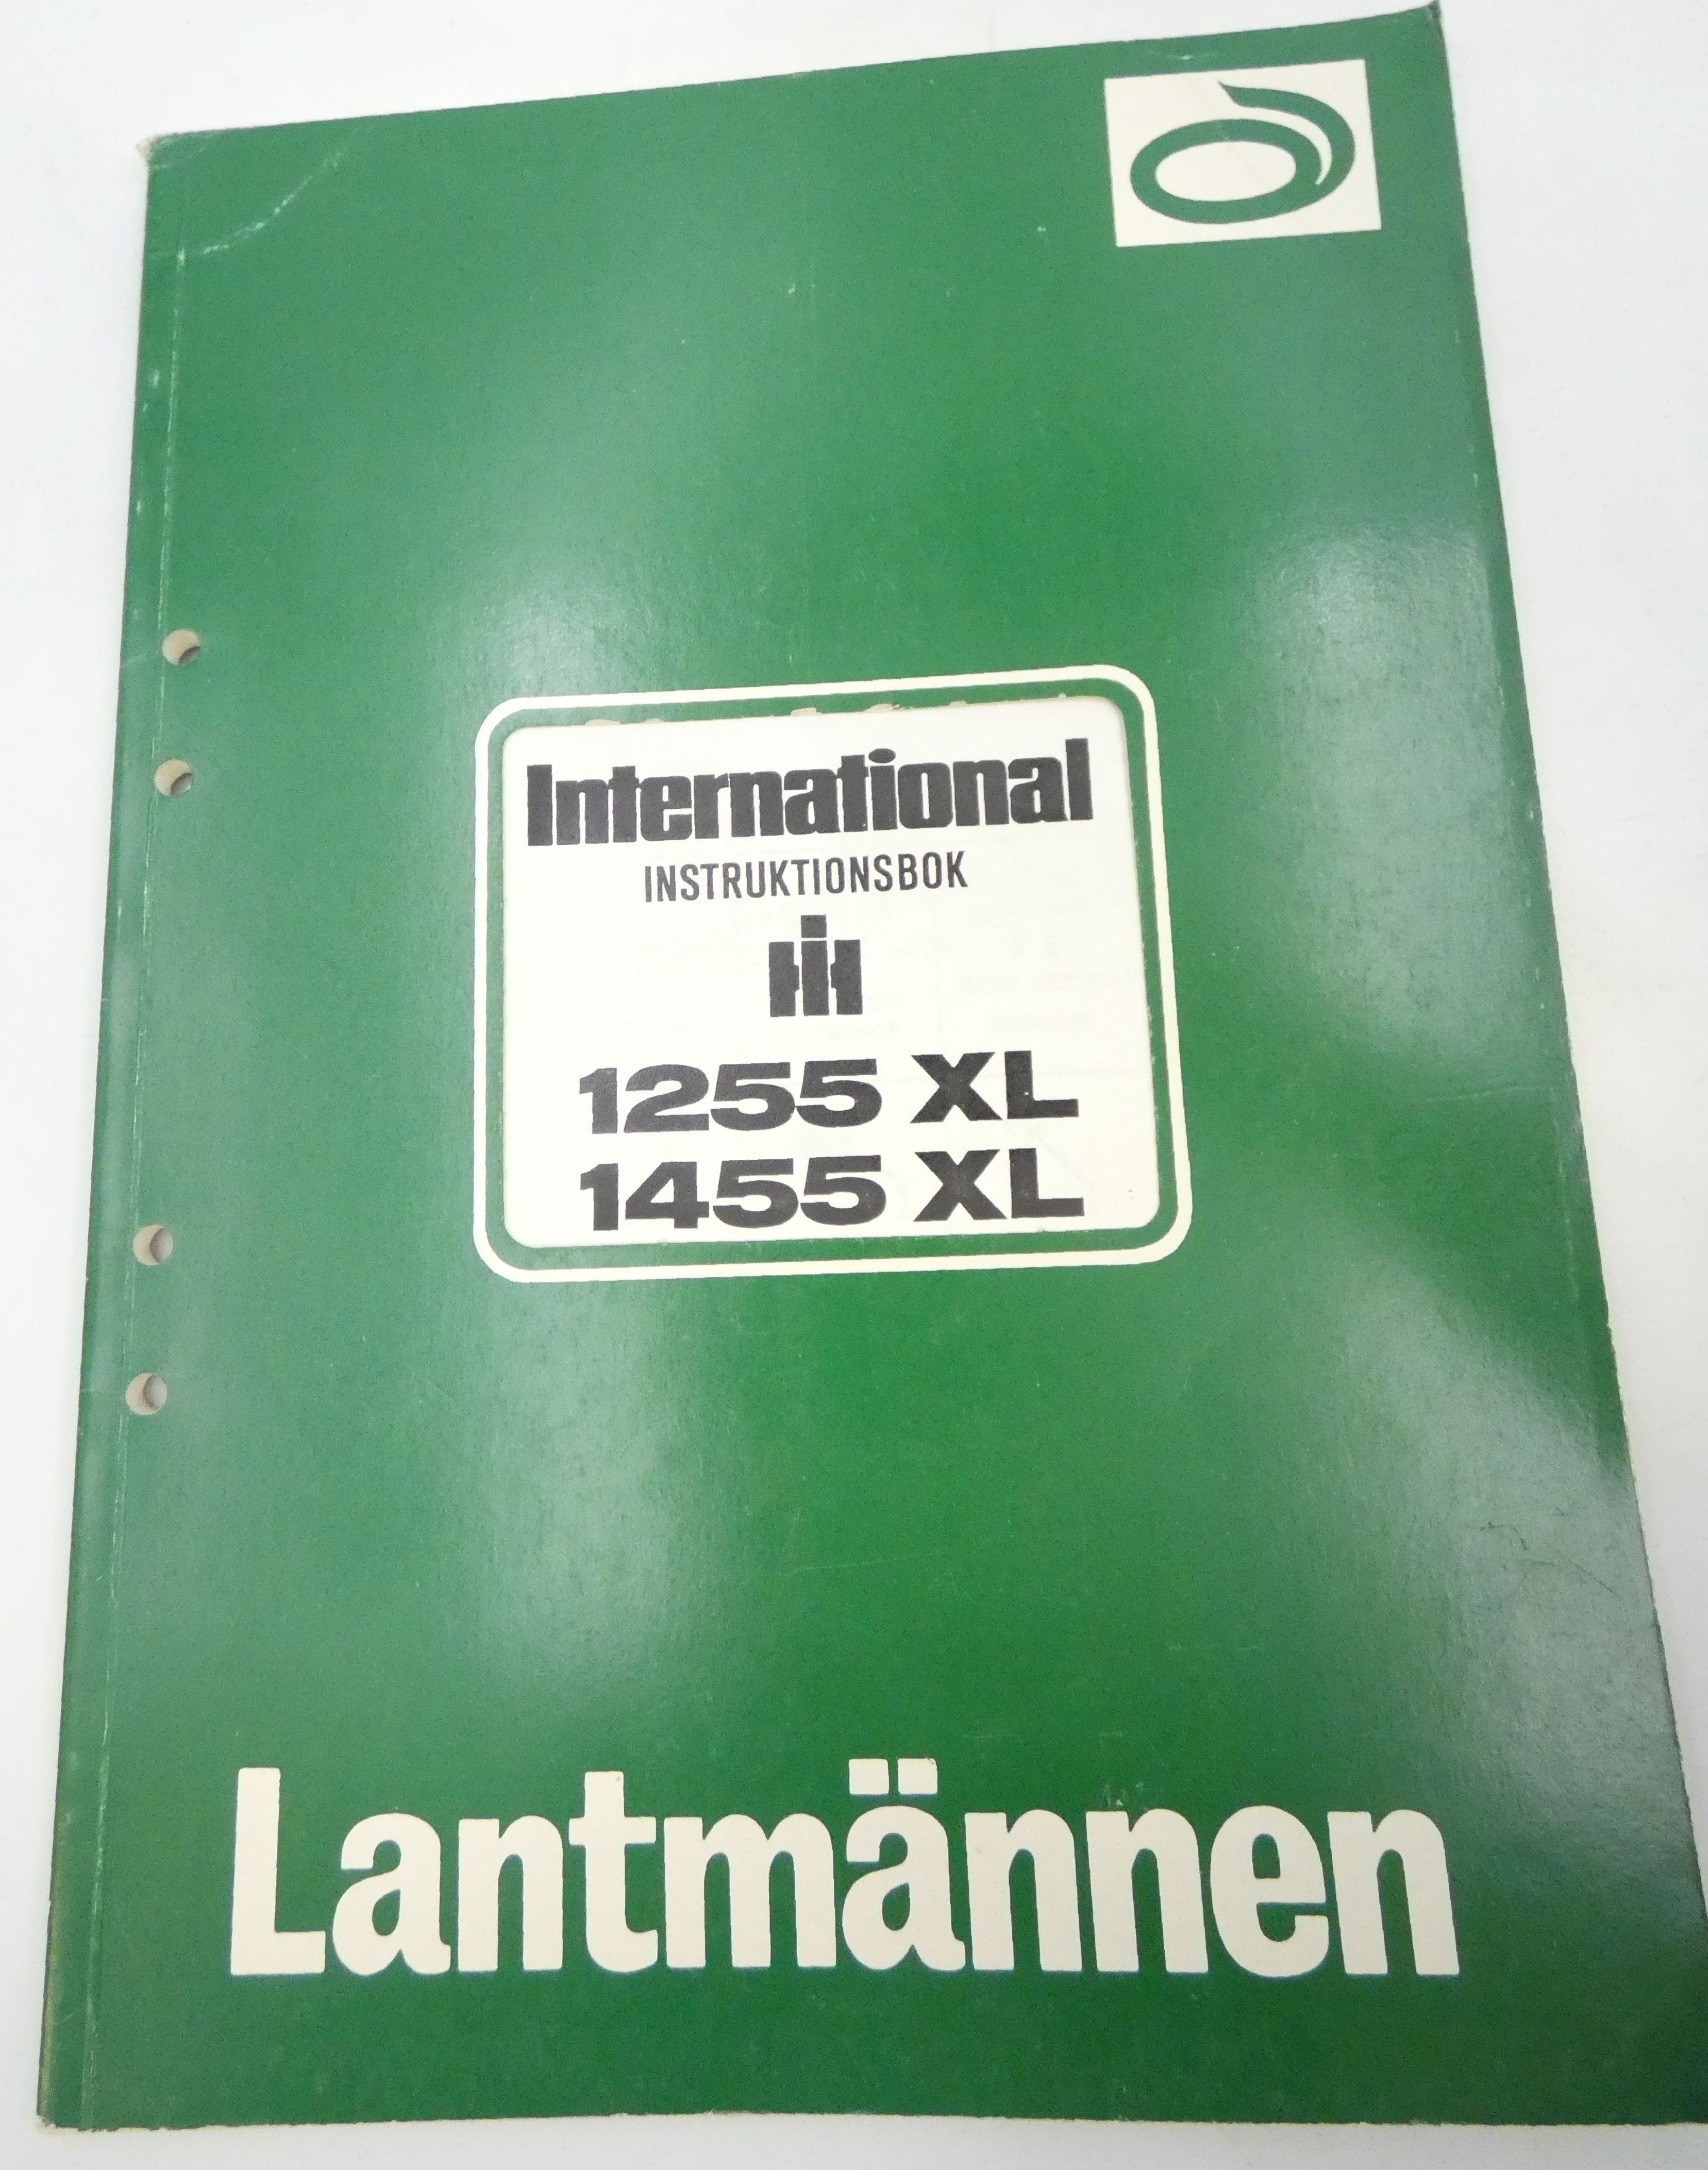 International
INSTRUKTIONSBOK
1255 XL
1455 XL
Lantmännen